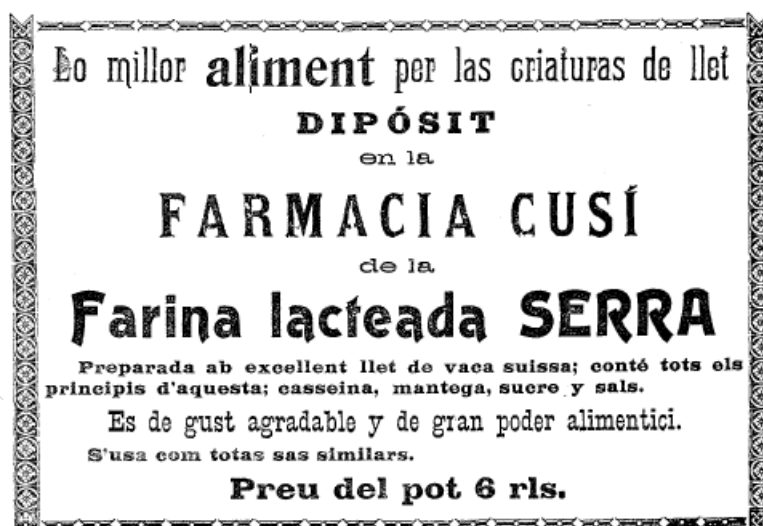 Lo millor aliment per las criaturas de llet
DIPÓSIT
en la
FARMACIA CUSÍ
de la
Farina lacteada SERRA
Preparada ab excellent llet de vaca suissa; conté tots els
principis d'aquesta; casseina, mantega, sucre y sals.
Es de gust agradable y de gran poder alimentici.
S'usa com totas sas similars.
Preu del pot 6 rls.